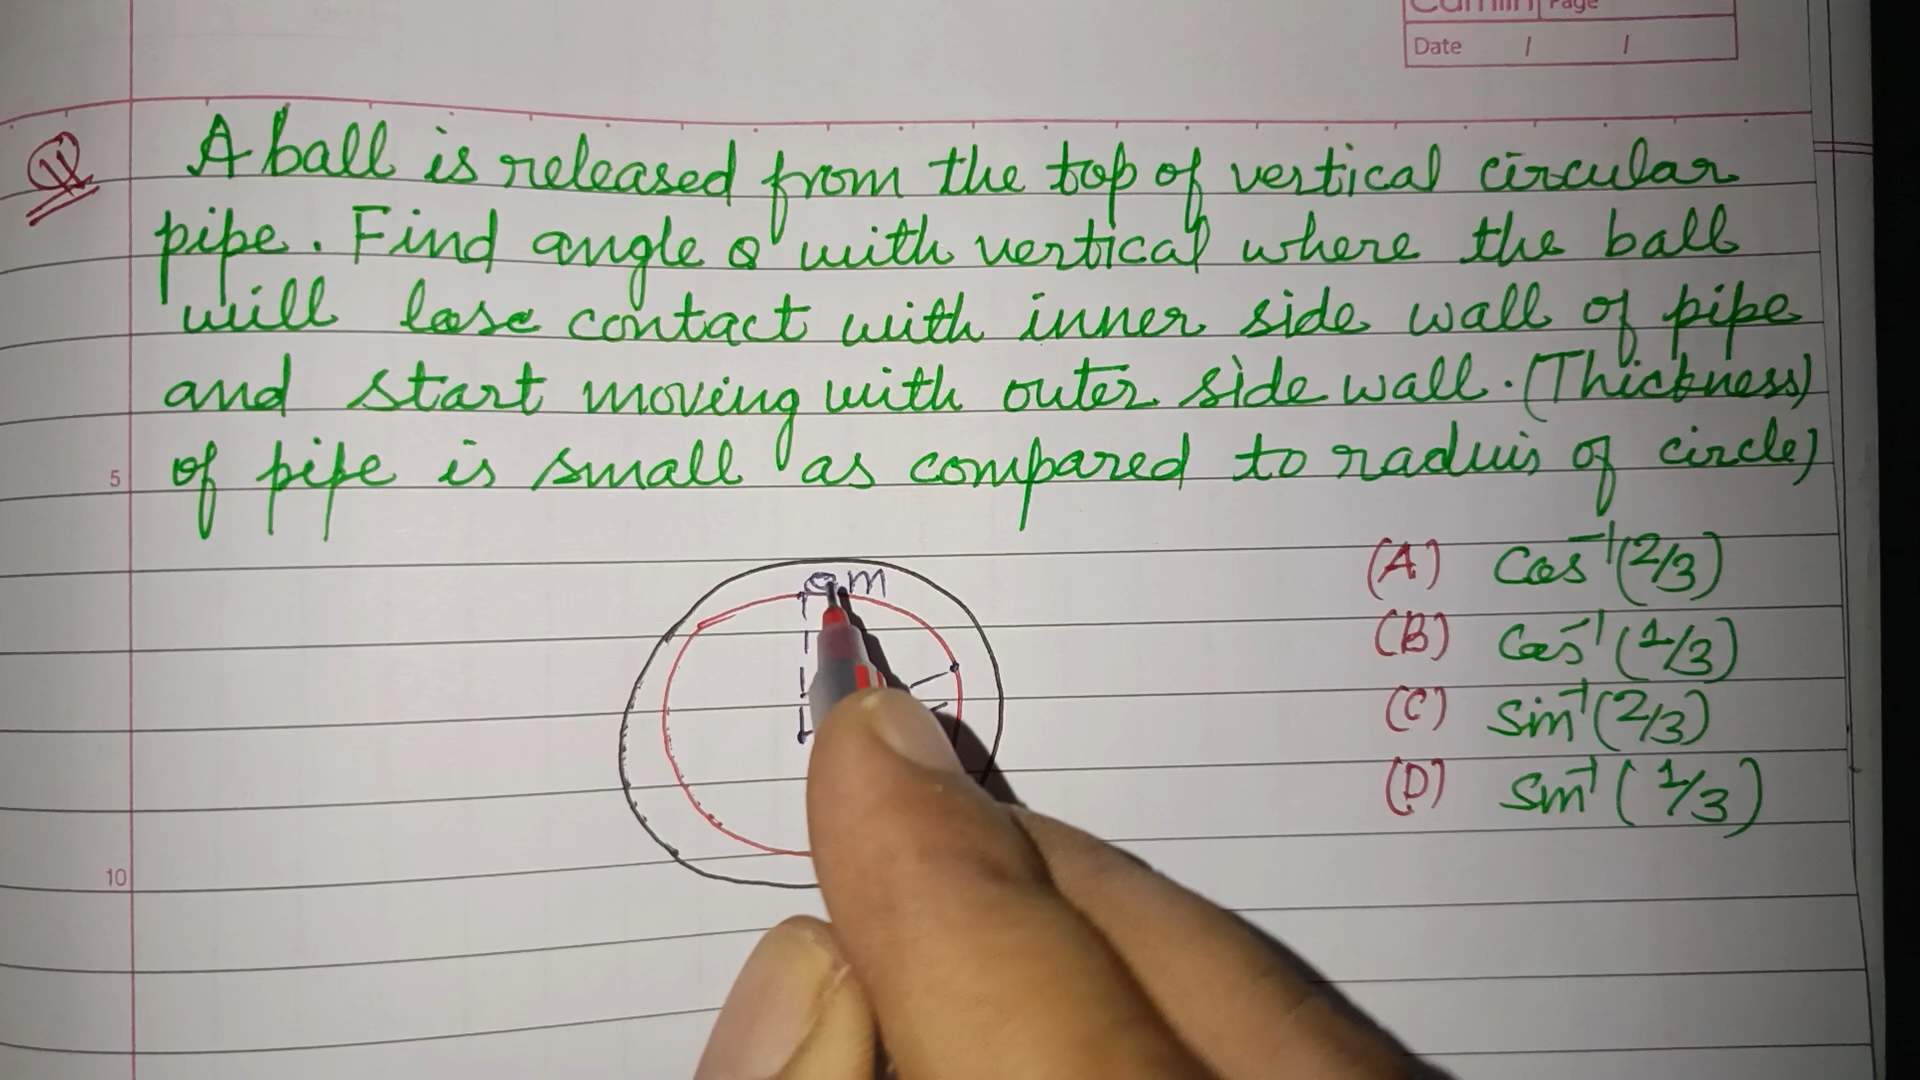 Camlin Page
Date / /
Q A ball is released from the top of vertical circular
pipe. Find angle θ with vertical where the ball
will lose contact with inner side wall of pipe
and start moving with outer side wall. (Thickness)
of pipe is small as compared to raduis of circle)
5
m
(A) Cos⁻¹(2/3)
(B) Cos⁻¹(1/3)
(C) Sin⁻¹(2/3)
(D) Sin⁻¹(1/3)
10